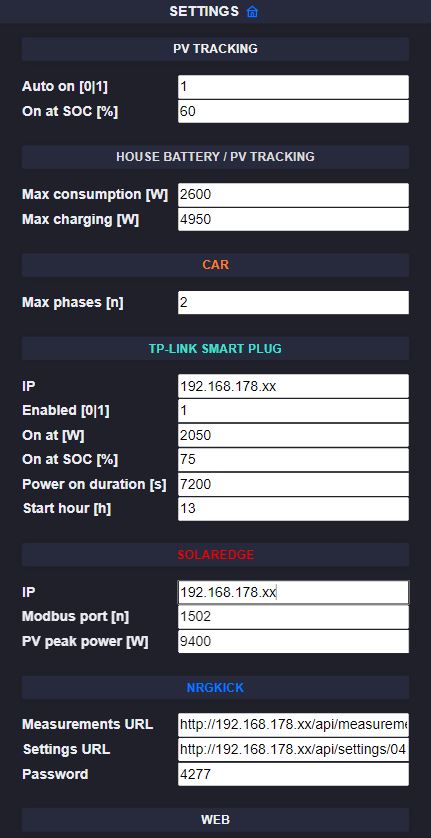 SETTINGS
PV TRACKING
Auto on [0|1] 1
On at SOC [%] 60
HOUSE BATTERY / PV TRACKING
Max consumption [W] 2600
Max charging [W] 4950
CAR
Max phases [n] 2
TP-LINK SMART PLUG
IP 192.168.178.xx
Enabled [0|1] 1
On at [W] 2050
On at SOC [%] 75
Power on duration [s] 7200
Start hour [h] 13
SOLAREDGE
IP 192.168.178.xx
Modbus port [n] 1502
PV peak power [W] 9400
NRGKICK
Measurements URL http://192.168.178.xx/api/measureme
Settings URL http://192.168.178.xx/api/settings/04
Password 4277
WEB